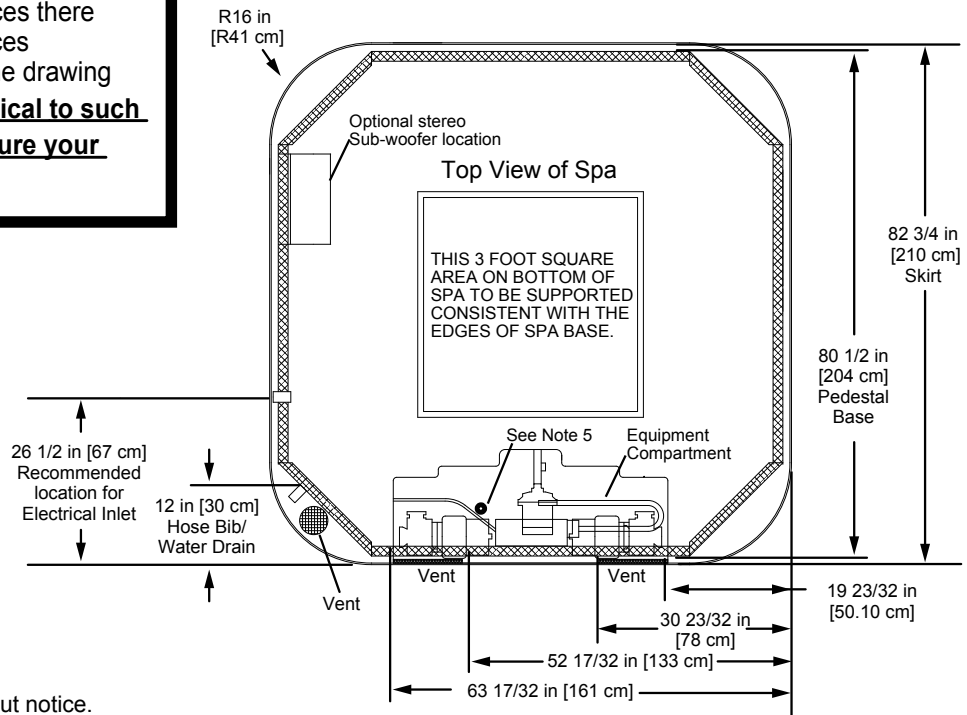 ces there
ces
e drawing
ical to such
ure your
R16 in
[R41 cm]
Optional stereo
Sub-woofer location
Top View of Spa
THIS 3 FOOT SQUARE
AREA ON BOTTOM OF
SPA TO BE SUPPORTED
CONSISTENT WITH THE
EDGES OF SPA BASE.
82 3/4 in
[210 cm]
Skirt
80 1/2 in
[204 cm]
Pedestal
Base
26 1/2 in [67 cm]
Recommended
location for
Electrical Inlet
12 in [30 cm]
Hose Bib/
Water Drain
See Note 5
Equipment
Compartment
Vent
Vent
Vent
19 23/32 in
[50.10 cm]
30 23/32 in
[78 cm]
52 17/32 in [133 cm]
63 17/32 in [161 cm]
ut notice.